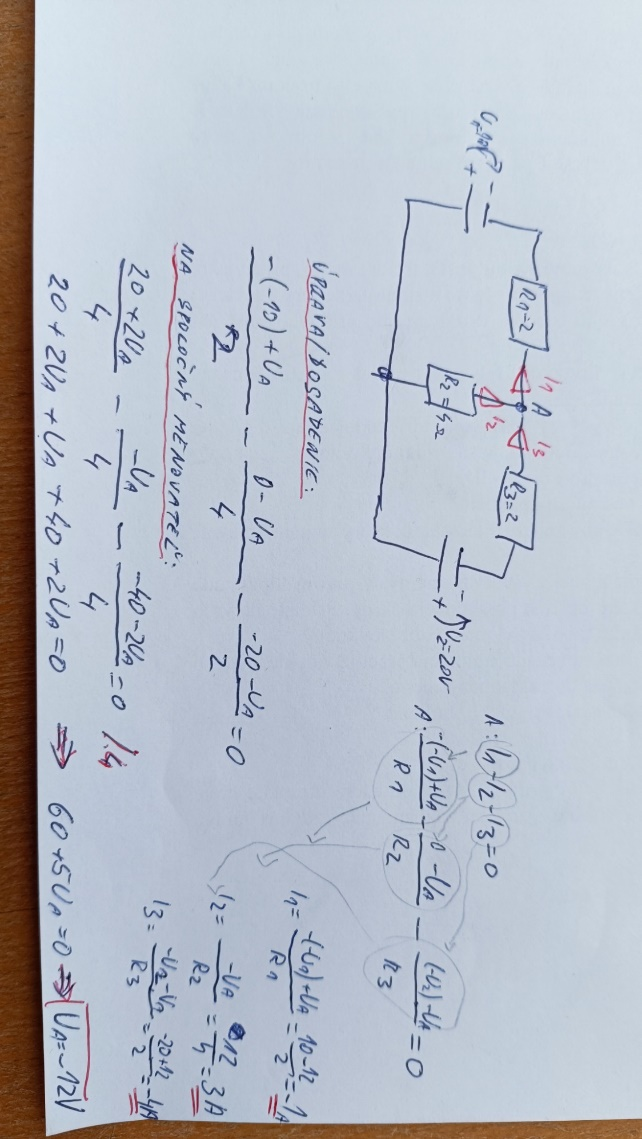 U1=10V
- +
R1=2
I1
A
I3
R3=2
I2
R2=4Ω
- +
U2=20V
A: I1-I2-I3=0
A: (-(-U1)+UA)/R1 - (0-UA)/R2 - ((-U2)-UA)/R3 = 0
ÚPRAVA/DOSADENIE:
(-(-10)+UA)/2 - (0-UA)/4 - (-20-UA)/2 = 0
I1 = (-(-U1)+UA)/R1 = (10-12)/2 = -1A
NA SPOLOČNÝ MENOVATEĽ:
I2 = -UA/R2 = 12/4 = 3A
(20+2UA)/4 - (-UA)/4 - (-40-2UA)/4 = 0 /.4
I3 = (-U2-UA)/R3 = (-20+12)/2 = -4A
20+2UA+UA+40+2UA=0 => 60+5UA=0 => UA=-12V